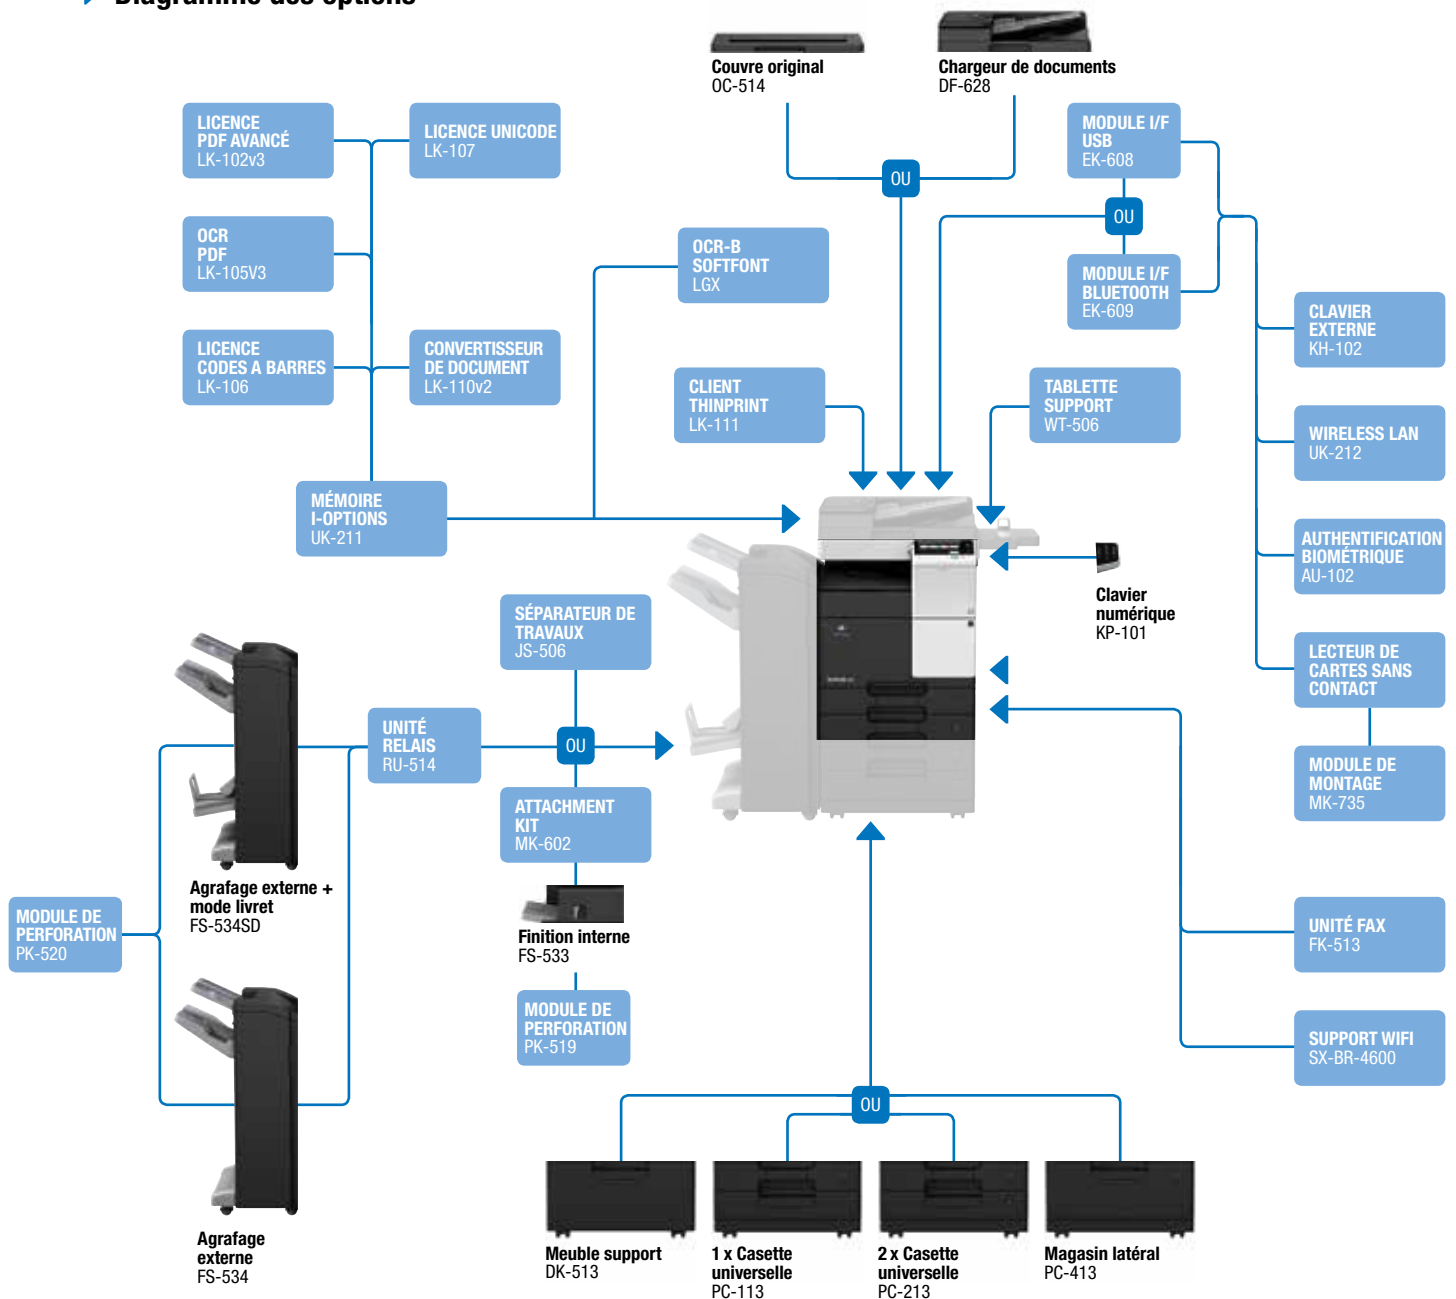 Diagramme des options
Couvre original
OC-514
Chargeur de documents
DF-628
LICENCE
PDF AVANCÉ
LK-102v3
LICENCE UNICODE
LK-107
MODULE I/F
USB
EK-608
OU
OU
OCR
PDF
LK-105V3
OCR-B
SOFTFONT
LGX
MODULE I/F
BLUETOOTH
EK-609
CLAVIER
EXTERNE
KH-102
LICENCE
CODES A BARRES
LK-106
CONVERTISSEUR
DE DOCUMENT
LK-110v2
CLIENT
THINPRINT
LK-111
TABLETTE
SUPPORT
WT-506
WIRELESS LAN
UK-212
MÉMOIRE
I-OPTIONS
UK-211
AUTHENTIFICATION
BIOMÉTRIQUE
AU-102
Clavier
numérique
KP-101
SÉPARATEUR DE
TRAVAUX
JS-506
LECTEUR DE
CARTES SANS
CONTACT
UNITÉ
RELAIS
RU-514
OU
MODULE DE
MONTAGE
MK-735
ATTACHMENT
KIT
MK-602
Agrafage externe +
mode livret
FS-534SD
MODULE DE
PERFORATION
PK-520
Finition interne
FS-533
UNITÉ FAX
FK-513
MODULE DE
PERFORATION
PK-519
SUPPORT WIFI
SX-BR-4600
OU
Agrafage
externe
FS-534
Meuble support
DK-513
1 x Casette
universelle
PC-113
2 x Casette
universelle
PC-213
Magasin latéral
PC-413